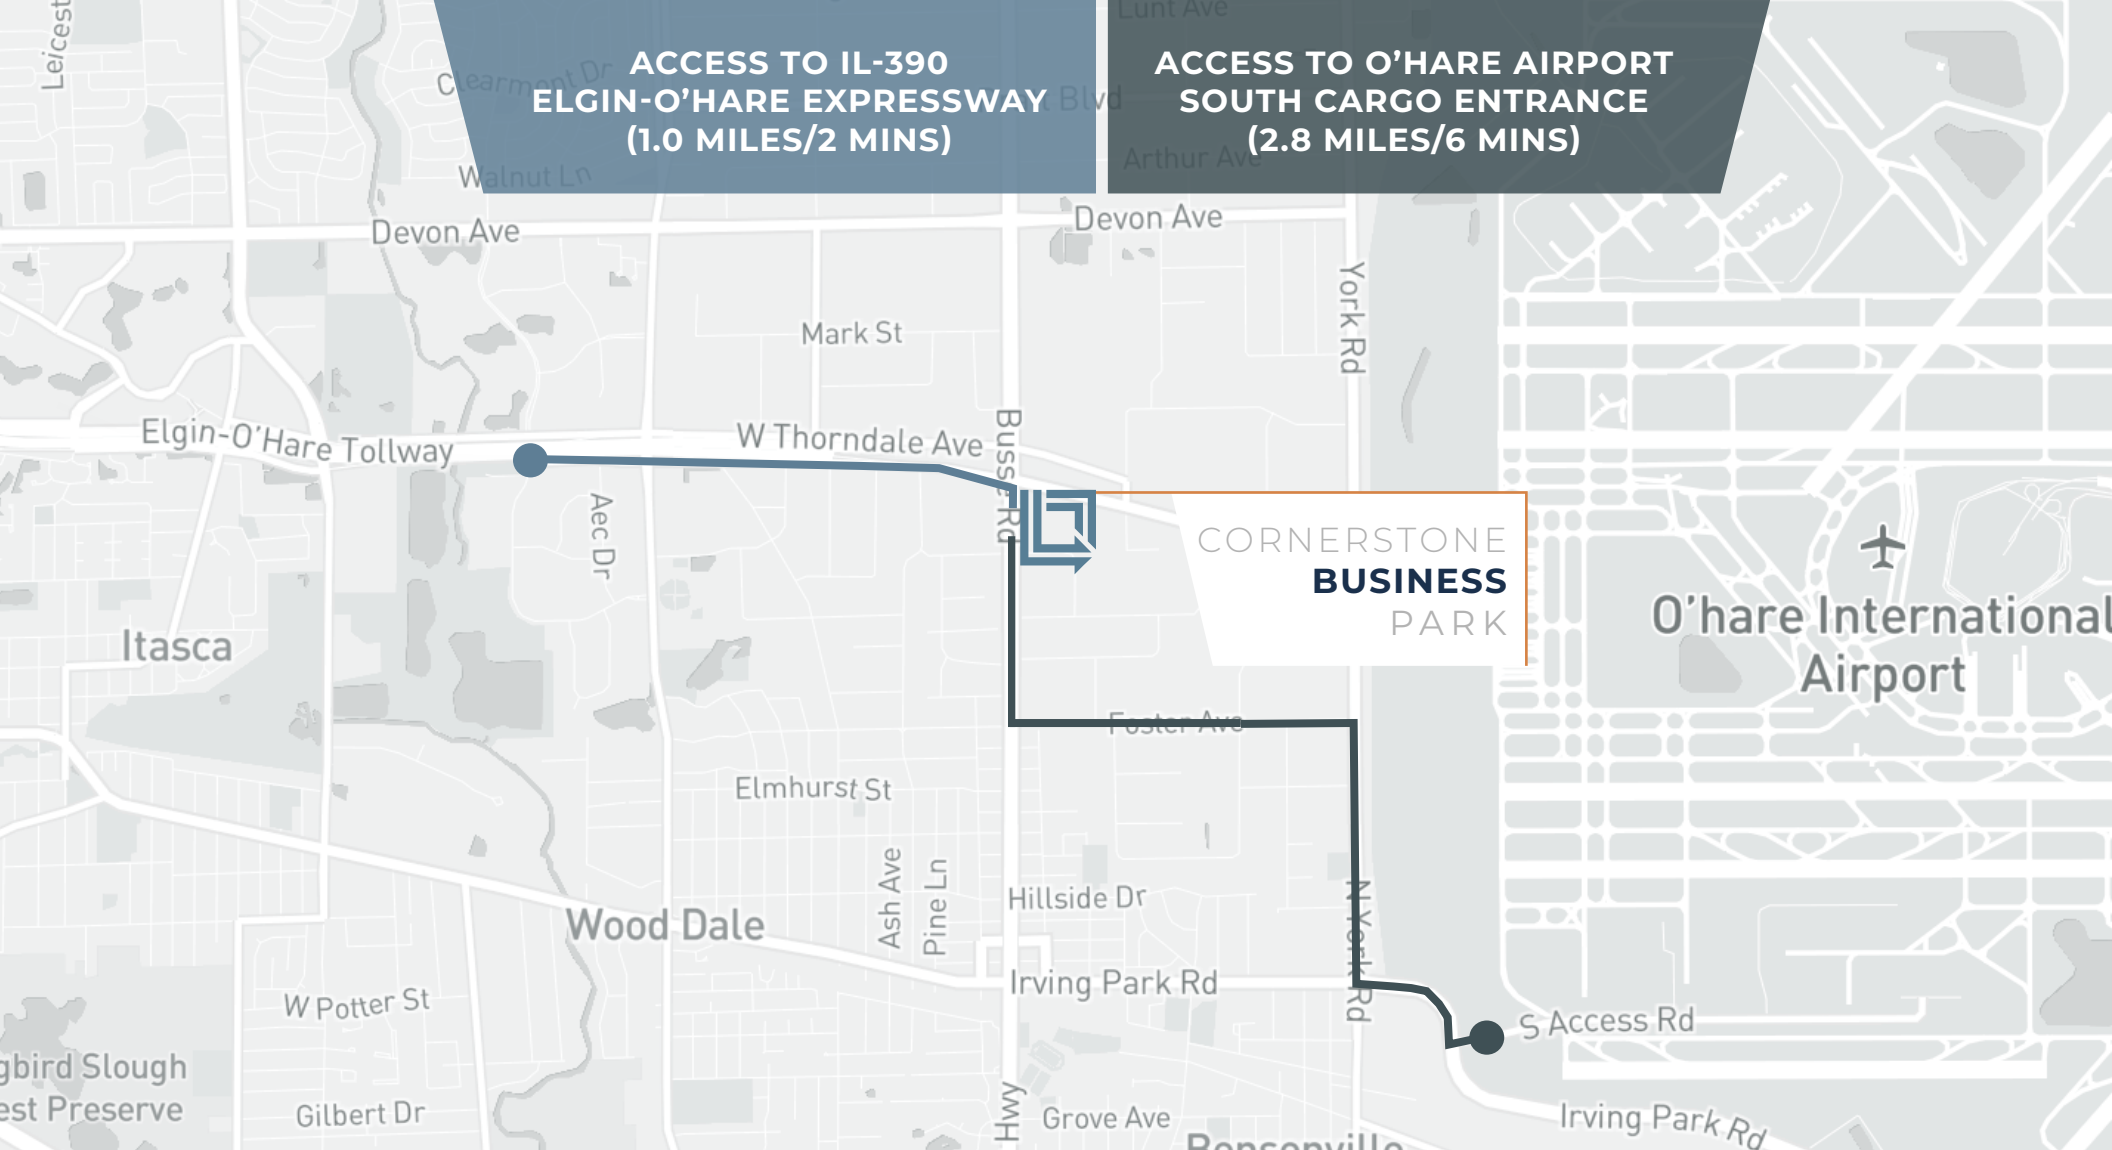 Leicest
Lunt Ave
ACCESS TO IL-390
ELGIN-O'HARE EXPRESSWAY
(1.0 MILES/2 MINS)
ACCESS TO O'HARE AIRPORT
SOUTH CARGO ENTRANCE
(2.8 MILES/6 MINS)
Clearmont Dr
Blvd
Arthur Ave
Walnut Ln
Devon Ave
Devon Ave
York Rd
Mark St
Elgin-O'Hare Tollway
W Thorndale Ave
Busse Rd
Aec Dr
CORNERSTONE
BUSINESS
PARK
O'hare International
Airport
Itasca
Foster Ave
Elmhurst St
Ash Ave
Pine Ln
Hillside Dr
N York Rd
Wood Dale
Irving Park Rd
W Potter St
S Access Rd
gbird Slough
est Preserve
Gilbert Dr
Hwy
Grove Ave
Irving Park Rd
Bensenville